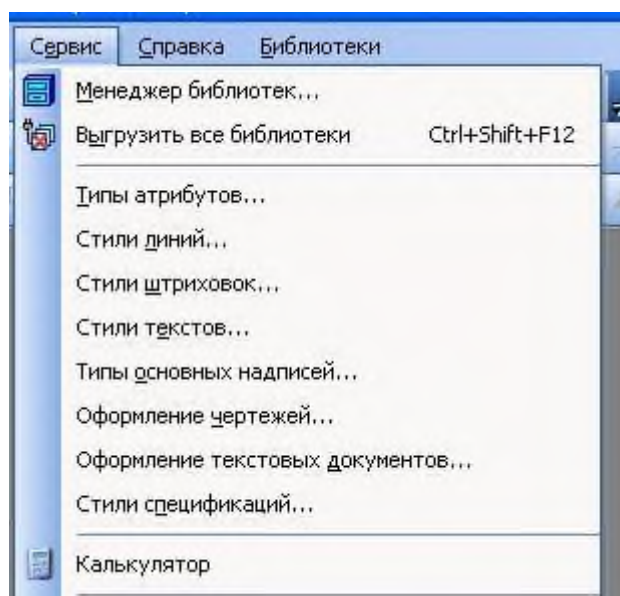 Сервис Справка Библиотеки
Менеджер библиотек...
Выгрузить все библиотеки Ctrl+Shift+F12
Типы атрибутов...
Стили линий...
Стили штриховок...
Стили текстов...
Типы основных надписей...
Оформление чертежей...
Оформление текстовых документов...
Стили спецификаций...
Калькулятор